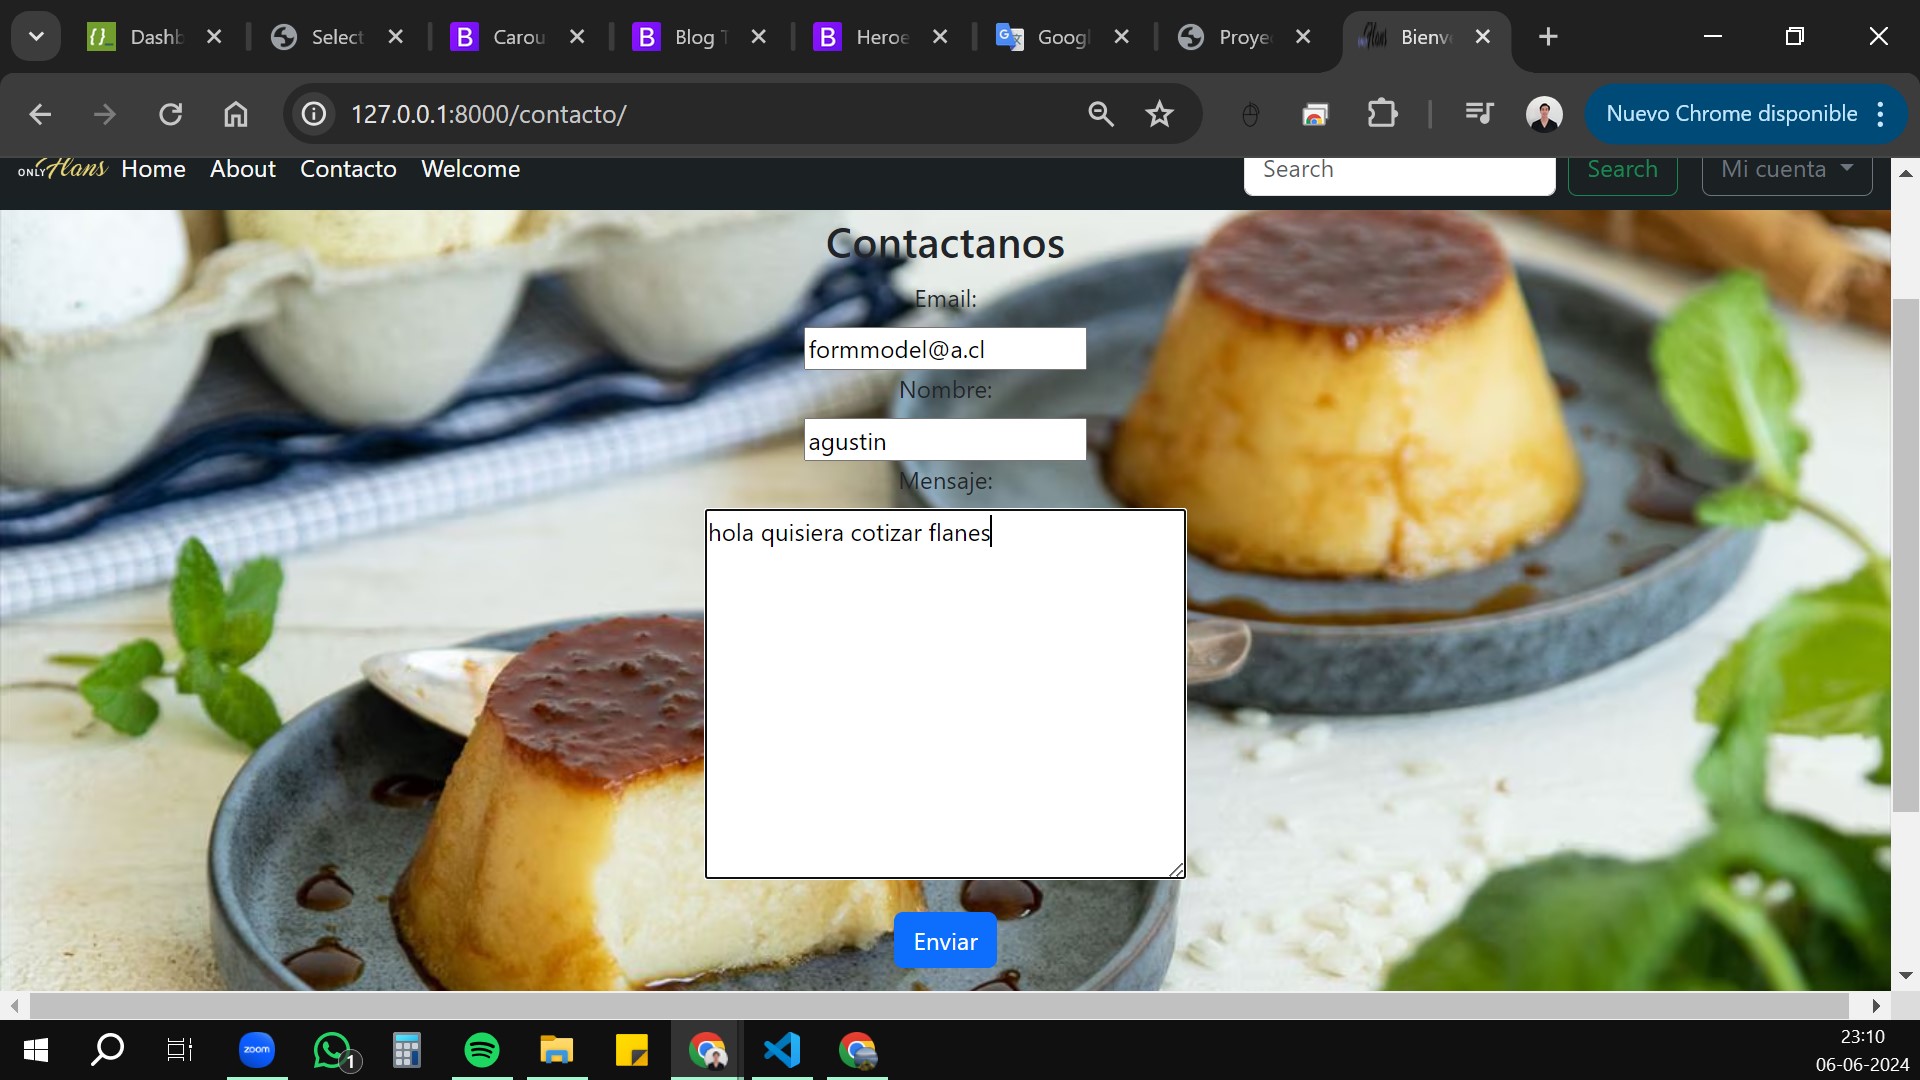 Dashb
Select
Carou
Blog T
Heroe
Googl
Proye
Bienve
127.0.0.1:8000/contacto/
Nuevo Chrome disponible
ONLY Flans
Home
About
Contacto
Welcome
Search
Search
Mi cuenta
Contactanos
Email:
formmodel@a.cl
Nombre:
agustin
Mensaje:
hola quisiera cotizar flanes
Enviar
zoom
1
23:10
06-06-2024